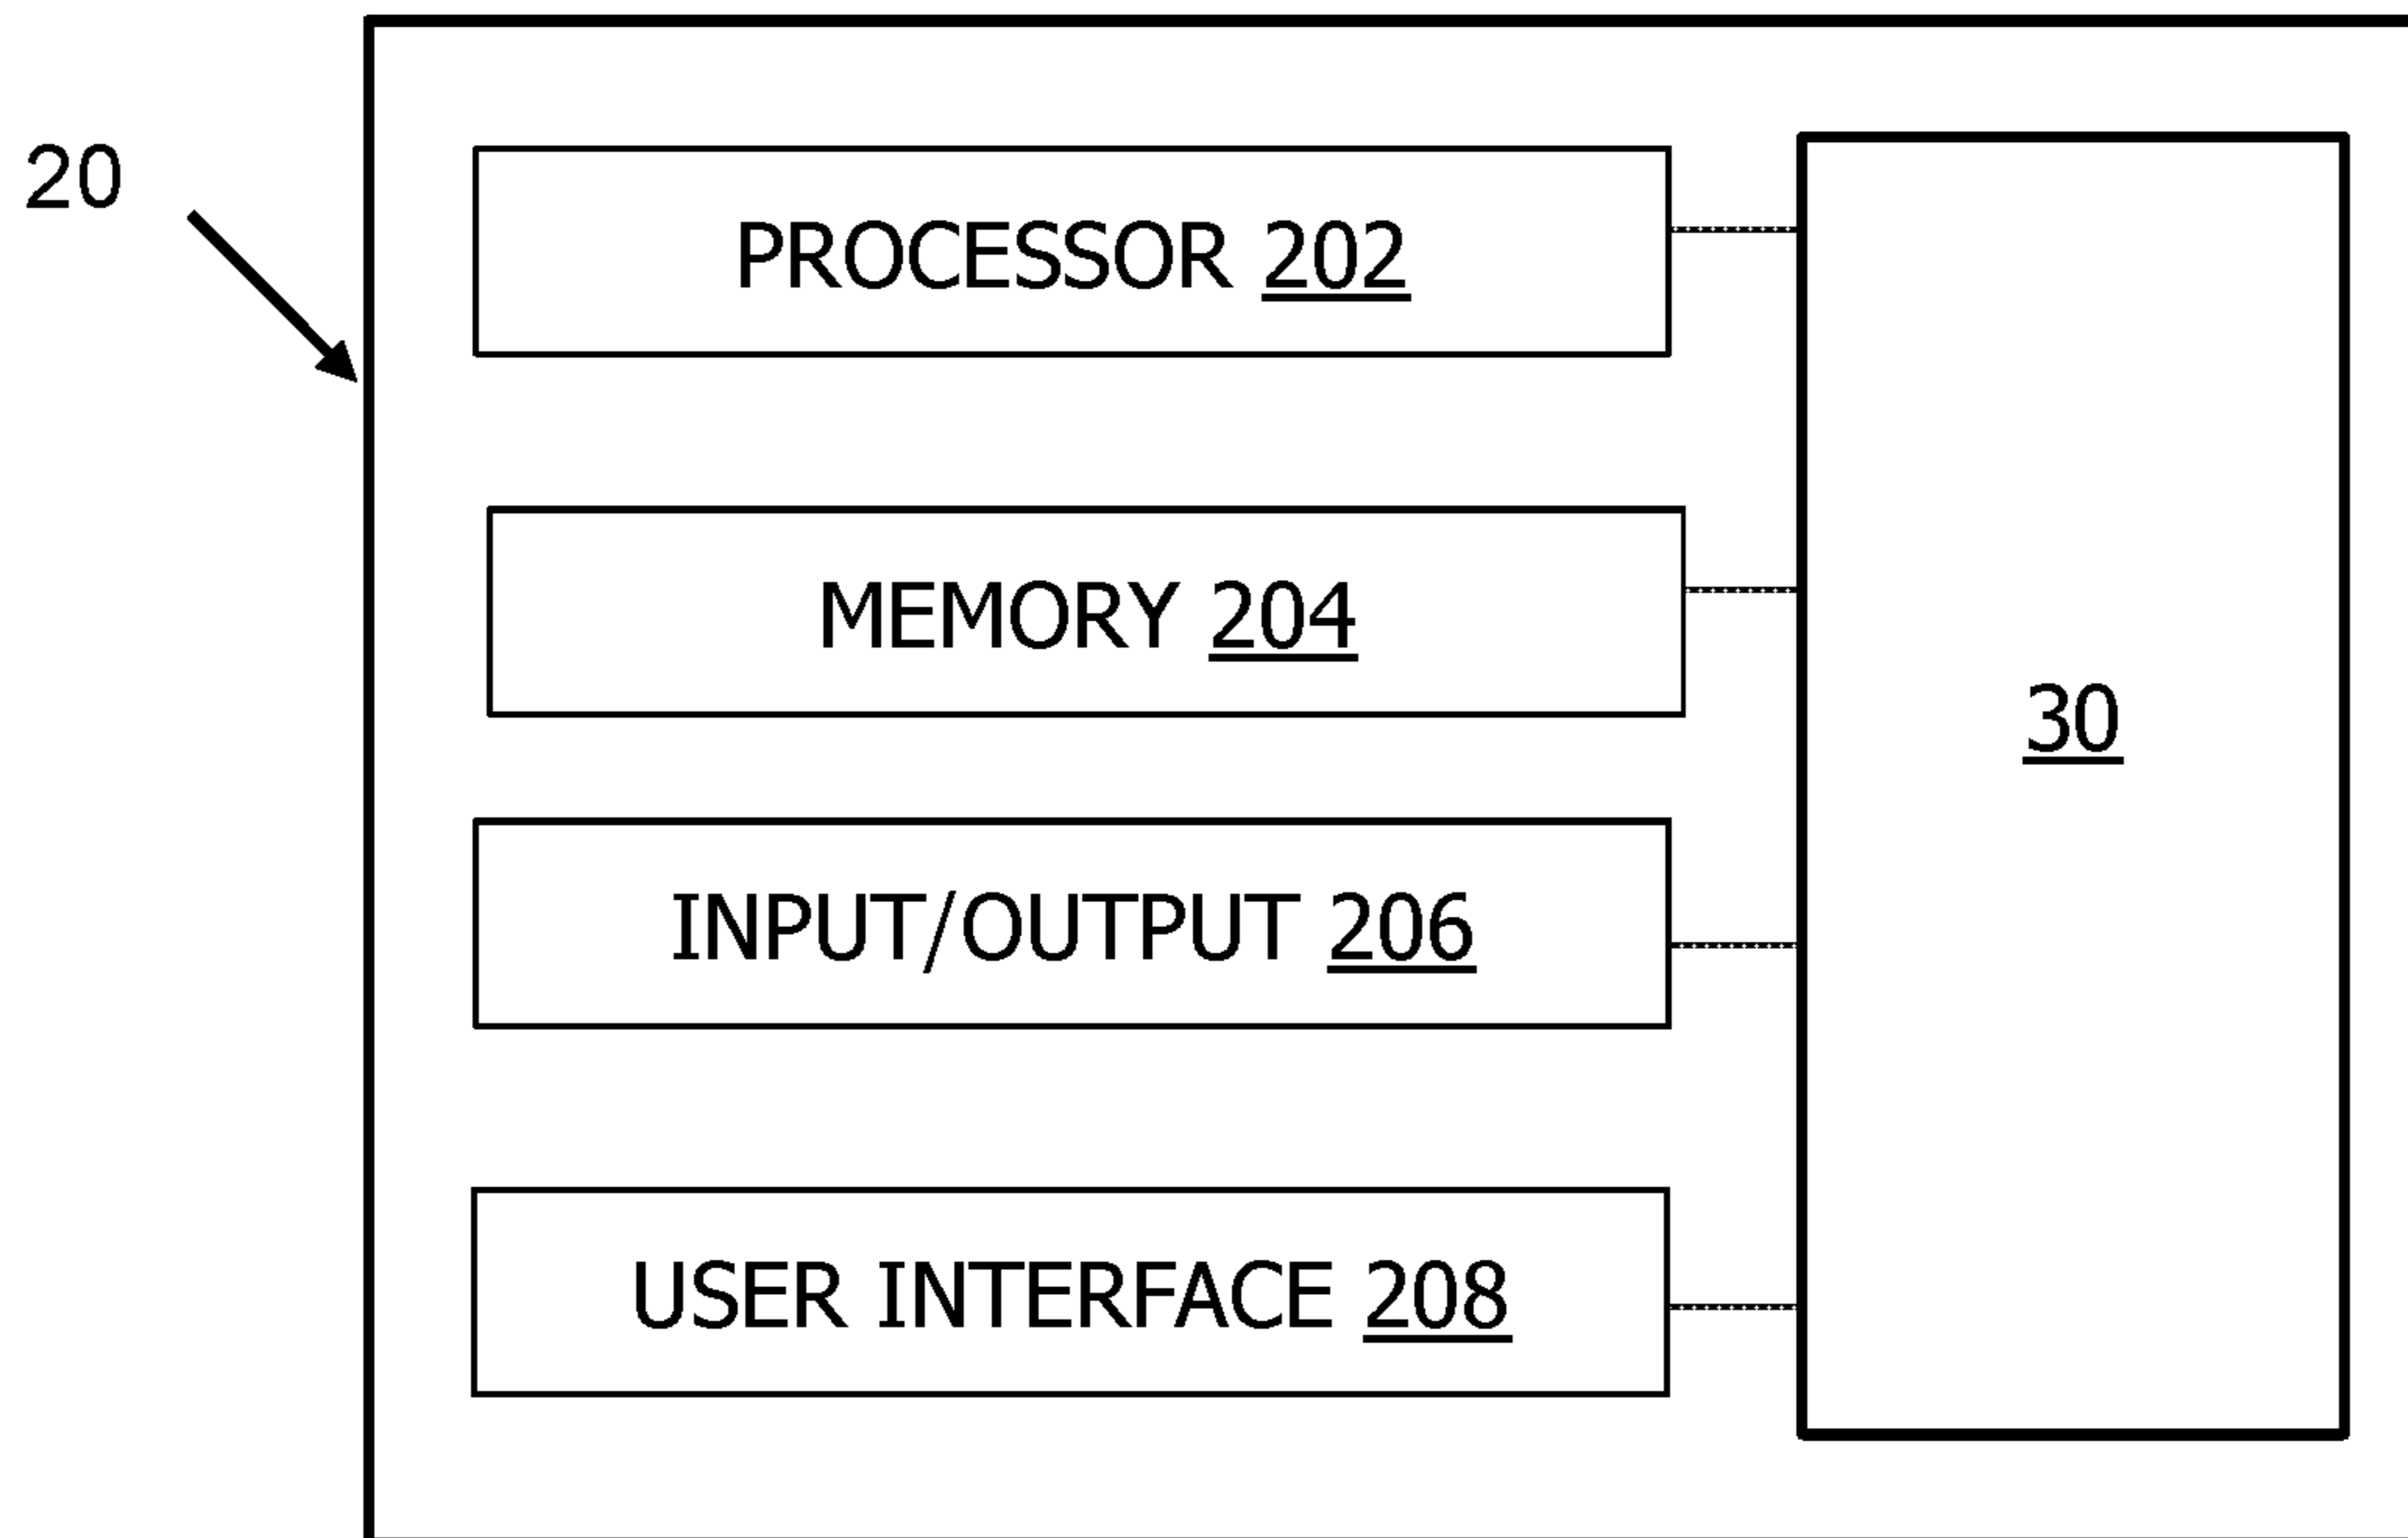 20
PROCESSOR 202
MEMORY 204
30
INPUT/OUTPUT 206
USER INTERFACE 208